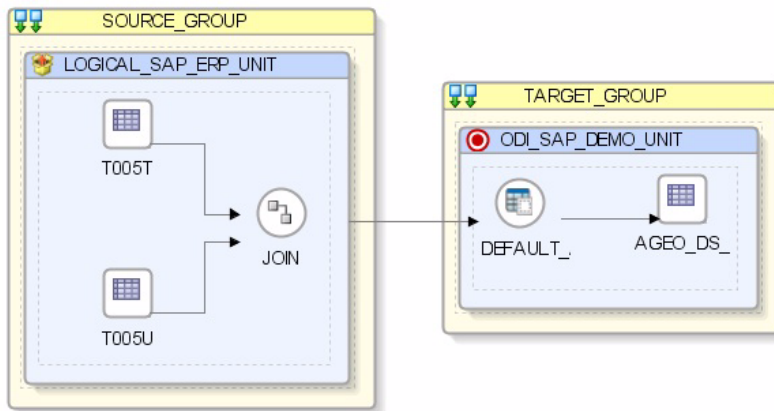 SOURCE_GROUP
LOGICAL_SAP_ERP_UNIT
T005T
JOIN
T005U
TARGET_GROUP
ODI_SAP_DEMO_UNIT
DEFAULT_.
AGEO_DS_